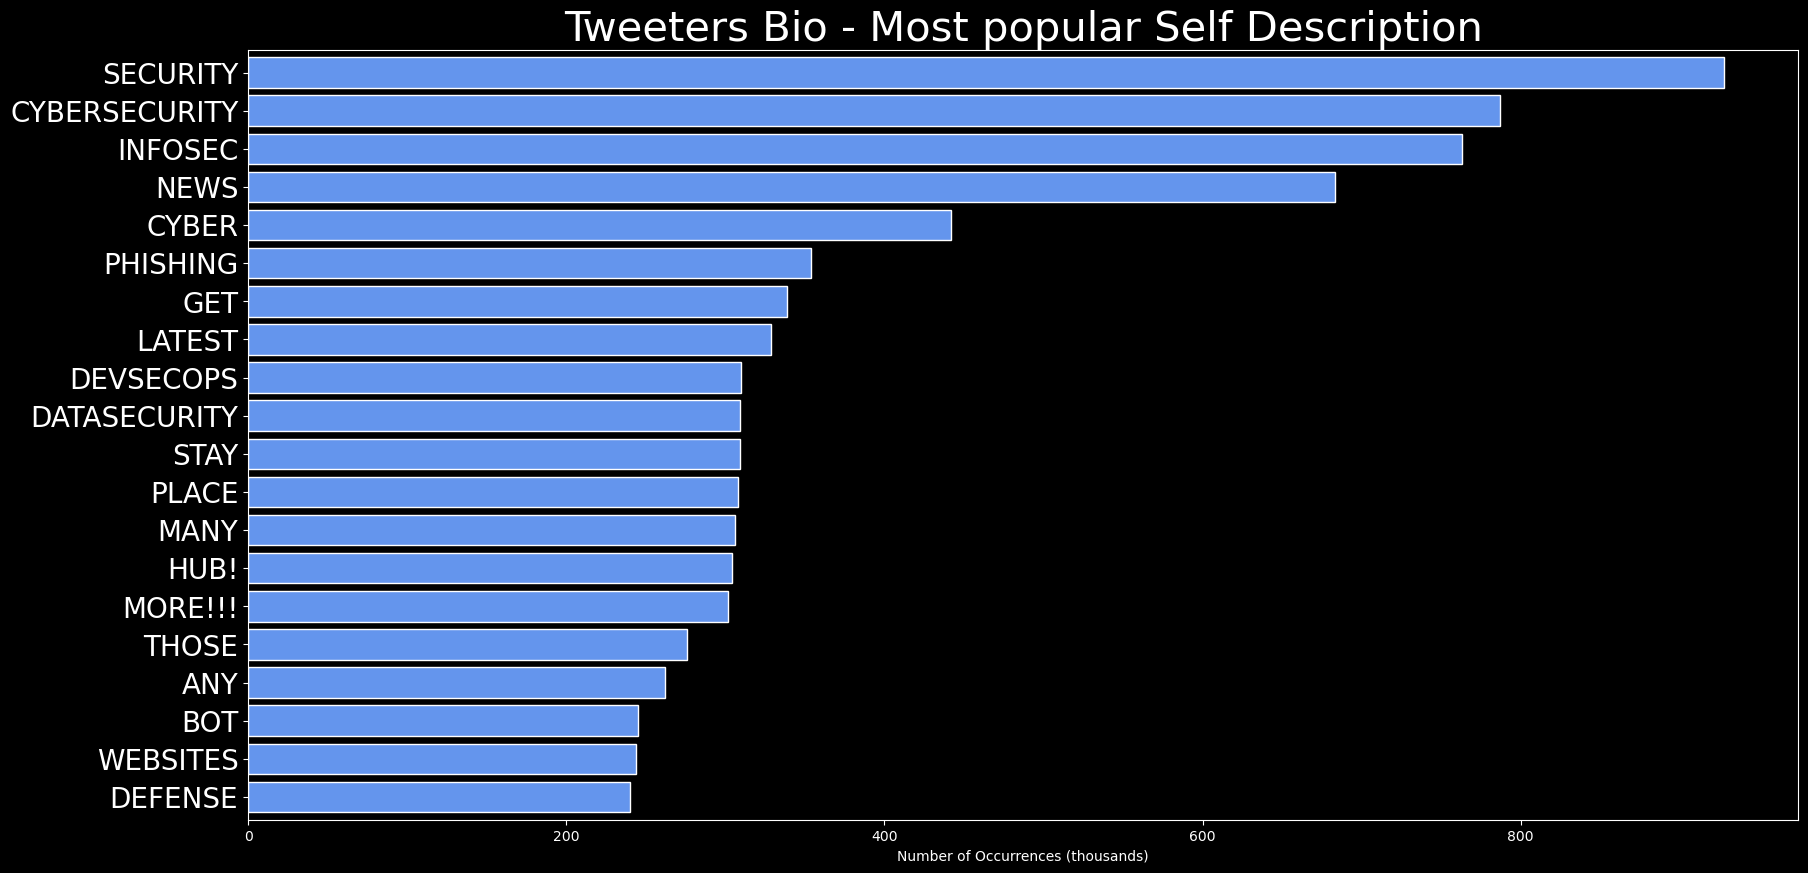 Tweeters Bio - Most popular Self Description
SECURITY
CYBERSECURITY
INFOSEC
NEWS
CYBER
PHISHING
GET
LATEST
DEVSECOPS
DATASECURITY
STAY
PLACE
MANY
HUB!
MORE!!!
THOSE
ANY
BOT
WEBSITES
DEFENSE
0 200 400 600 800
Number of Occurrences (thousands)